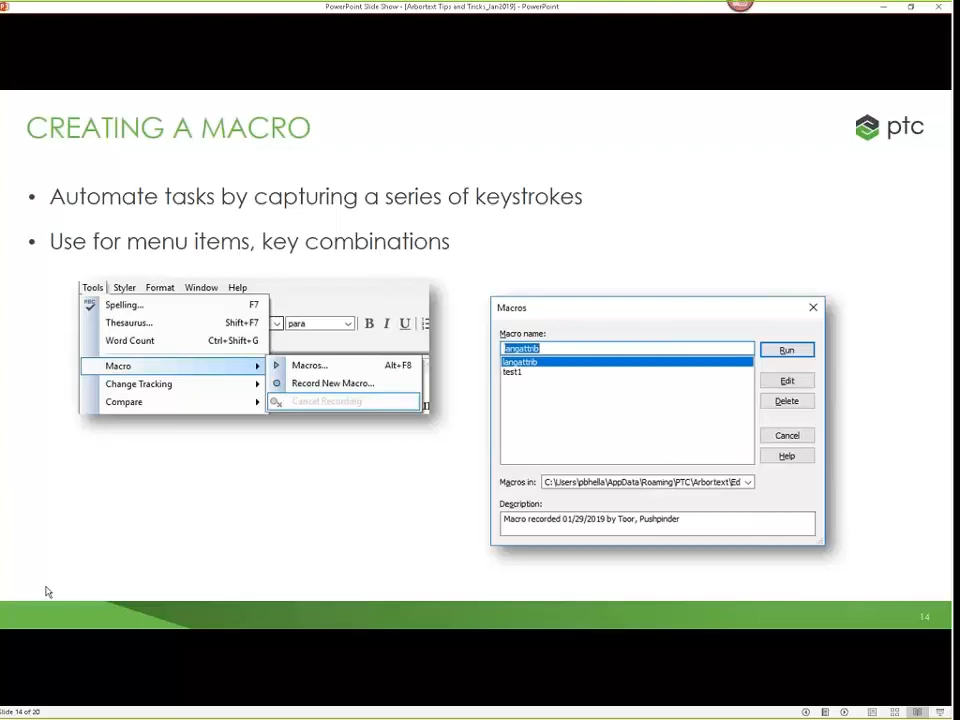 PowerPoint Slide Show - [Arbortext Tips and Tricks_Jan2019] - PowerPoint
CREATING A MACRO
ptc
• Automate tasks by capturing a series of keystrokes
• Use for menu items, key combinations
Tools Styler Format Window Help
Spelling... F7
Thesaurus... Shift+F7
Word Count Ctrl+Shift+G
para B I U
Macro
Macros... Alt+F8
Change Tracking
Record New Macro...
Compare
Cancel Recording
Macros
Macro name:
langattrib
langattrib
test1
Run
Edit
Delete
Cancel
Help
Macros in: C:\Users\pbhella\AppData\Roaming\PTC\Arbortext\Ed
Description:
Macro recorded 01/29/2019 by Toor, Pushpinder
14
Slide 14 of 20